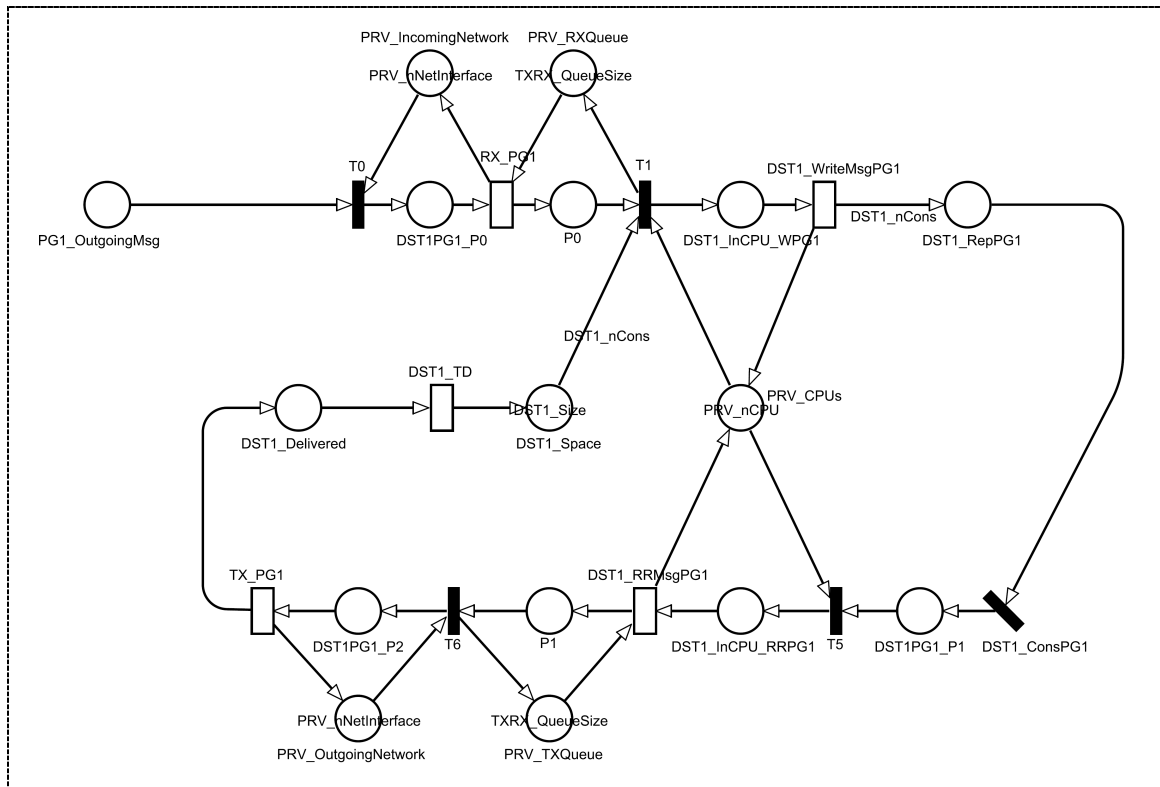 PRV_IncomingNetwork
PRV_RXQueue
PRV_nNetInterface
TXRX_QueueSize
RX_PG1
T0
T1
DST1_WriteMsgPG1
DST1_nCons
PG1_OutgoingMsg
DST1PG1_P0
P0
DST1_InCPU_WPG1
DST1_RepPG1
DST1_nCons
DST1_TD
PRV_CPUs
DST1_Size
PRV_nCPU
DST1_Delivered
DST1_Space
TX_PG1
DST1_RRMsgPG1
DST1PG1_P2
T6
P1
DST1_InCPU_RRPG1
T5
DST1PG1_P1
DST1_ConsPG1
PRV_nNetInterface
TXRX_QueueSize
PRV_OutgoingNetwork
PRV_TXQueue